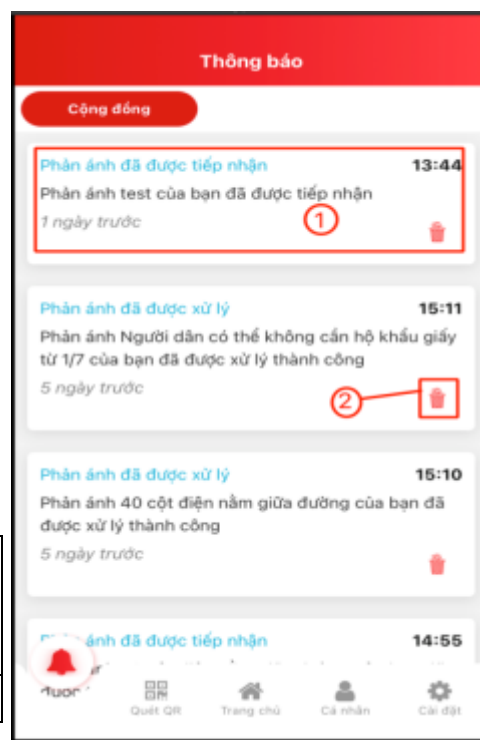 Thông báo
Cộng đồng
Phản ánh đã được tiếp nhận 13:44
Phản ánh test của bạn đã được tiếp nhận
1 ngày trước
1
Phản ánh đã được xử lý 15:11
Phản ánh Người dân có thể không cần hộ khẩu giấy
từ 1/7 của bạn đã được xử lý thành công
5 ngày trước
2
Phản ánh đã được xử lý 15:10
Phản ánh 40 cột điện nằm giữa đường của bạn đã
được xử lý thành công
5 ngày trước
ánh đã được tiếp nhận 14:55
Quét QR Trang chủ Cá nhân Cài đặt